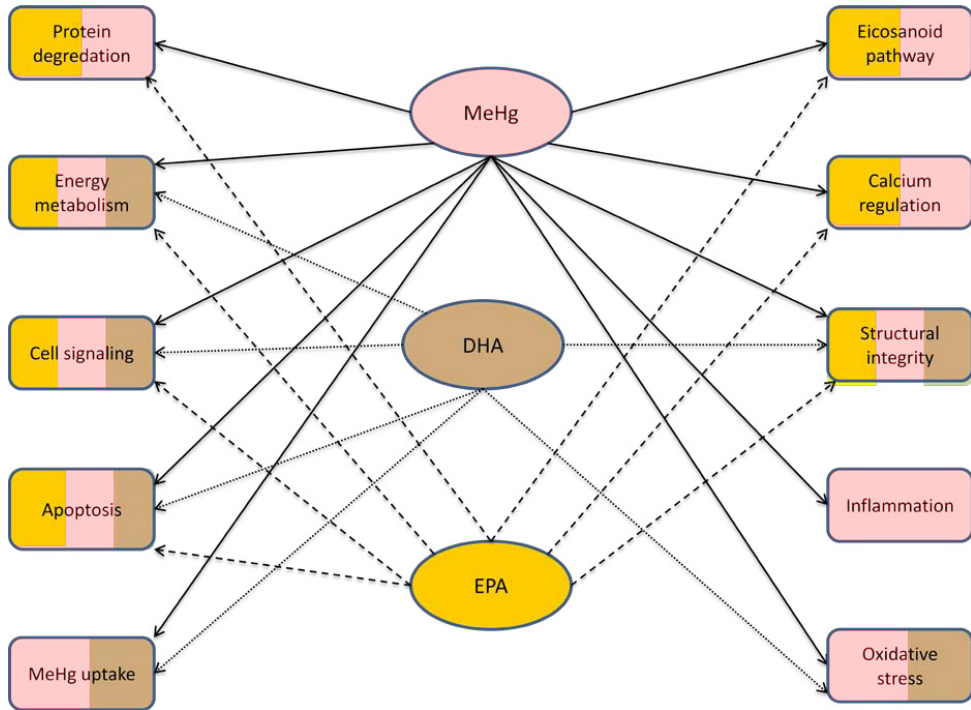 Protein
degredation
Eicosanoid
pathway
MeHg
Energy
metabolism
Calcium
regulation
Cell signaling
DHA
Structural
integrity
Apoptosis
Inflammation
EPA
MeHg uptake
Oxidative
stress